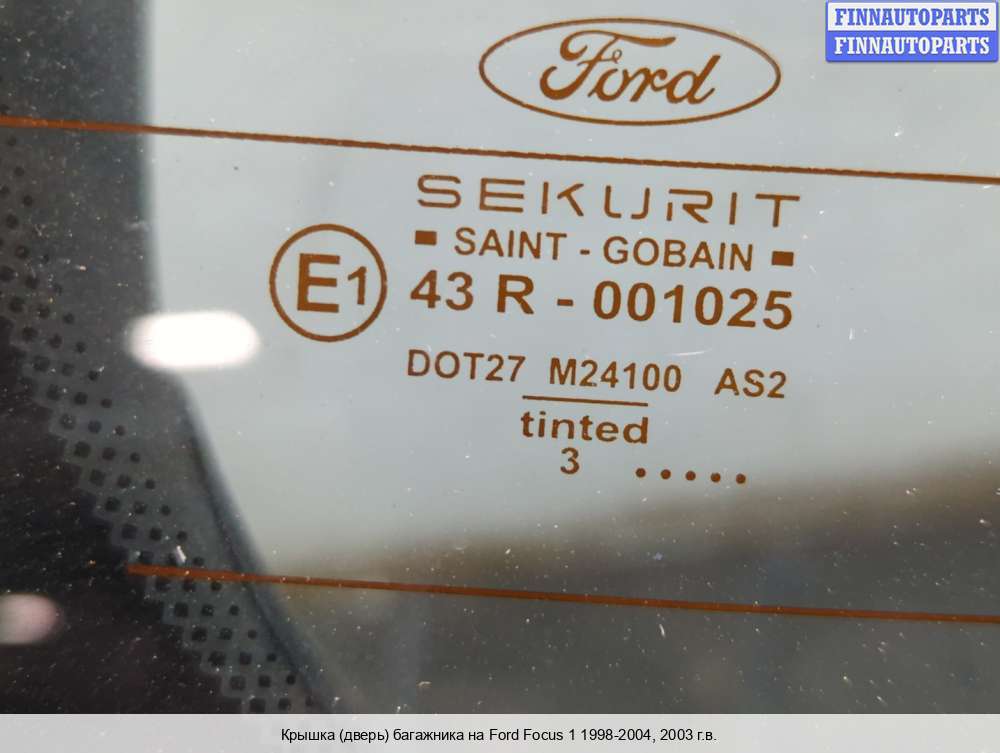 FINNAUTOPARTS
FINNAUTOPARTS
Ford
SEKURIT
SAINT - GOBAIN
E1 43 R - 001025
DOT27 M24100 AS2
tinted
3 .....
Крышка (дверь) багажника на Ford Focus 1 1998-2004, 2003 г.в.